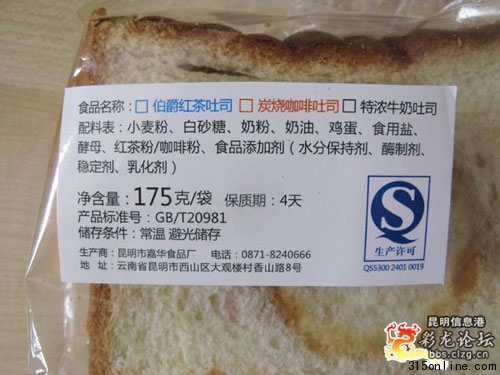 食品名称：□ 伯爵红茶吐司 □ 炭烧咖啡吐司 □ 特浓牛奶吐司
配料表：小麦粉、白砂糖、奶粉、奶油、鸡蛋、食用盐、
酵母、红茶粉/咖啡粉、食品添加剂（水分保持剂、酶制剂、
稳定剂、乳化剂）
净含量：175克/袋 保质期：4天
产品标准号：GB/T20981
储存条件：常温 避光储存
生产商：昆明市嘉华食品厂 电话：0871-8240666
地 址：云南省昆明市西山区大观楼村香山路8号
生产许可
QS5300 2401 0019
昆明信息港
彩龙论坛
bbs.clzg.cn
315online.com